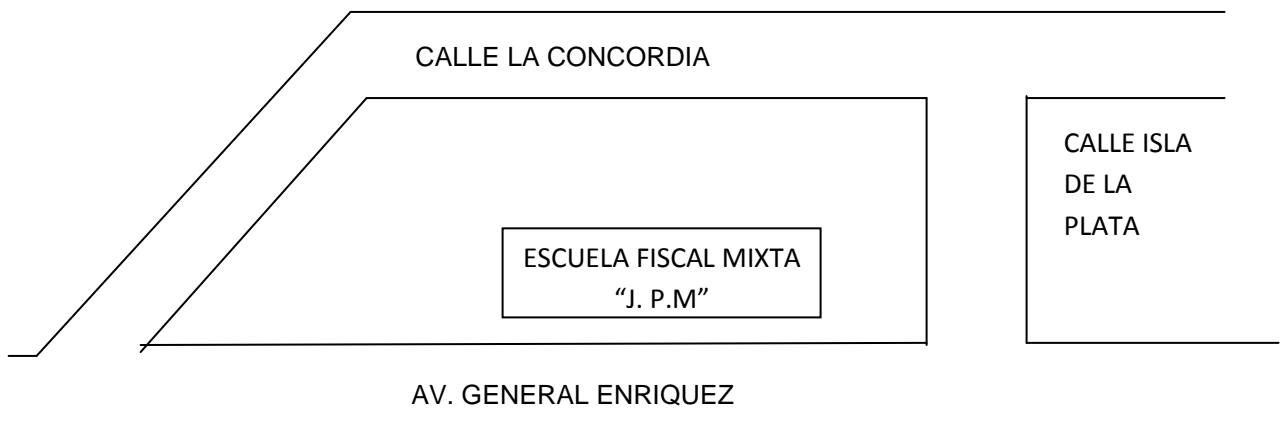 CALLE LA CONCORDIA
CALLE ISLA
DE LA
PLATA
ESCUELA FISCAL MIXTA
“J. P.M”
AV. GENERAL ENRIQUEZ